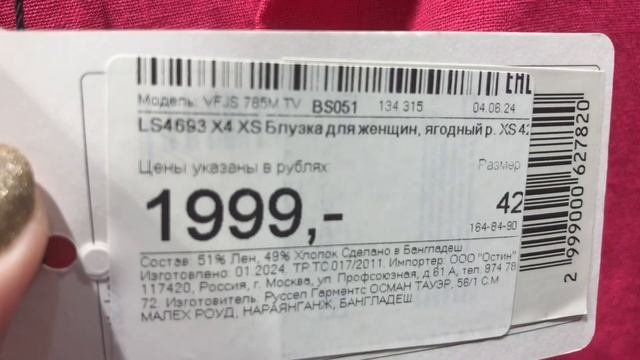 EAC
Модель: VFJS 785M TV BS051 134 315 04.06.24
LS4693 X4 XS Блузка для женщин, ягодный р. XS 42
Цены указаны в рублях Размер
1999,- 42
164-84-90
Состав: 51% Лен, 49% Хлопок Сделано в Бангладеш
Изготовлено: 01.2024. ТР ТС 017/2011. Импортер: ООО "Остин"
117420, Россия, г. Москва, ул. Профсоюзная, д.61 А, тел. 974 78
72. Изготовитель: Руссел Гарментс ОСМАН ТАУЭР, 58/1 С.М
МАЛЕХ РОУД, НАРАЯНГАНЖ, БАНГЛАДЕШ
2 999000 627820